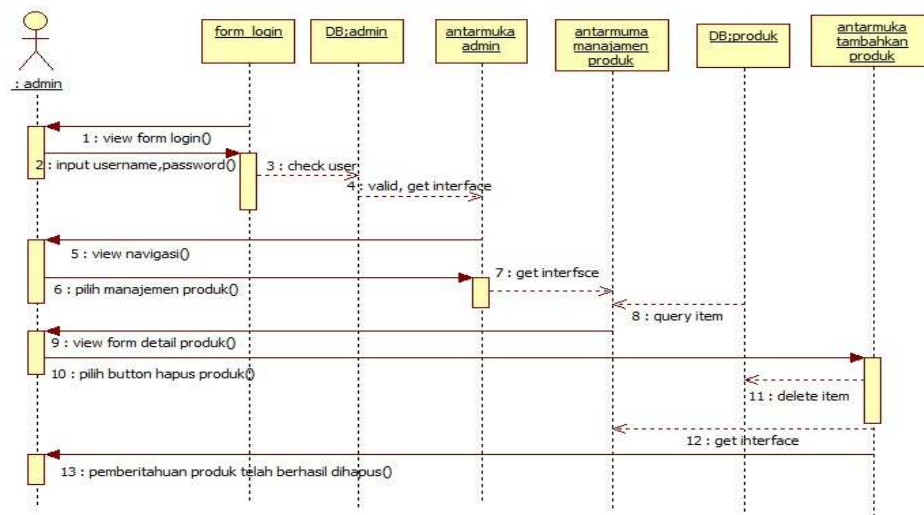 form_login
DB;admin
antarmuka
admin
antarmuma
manajamen
produk
DB;produk
antarmuka
tambahkan
produk
: admin
1 : view form login()
2 : input username,password()
3 : check user
4 : valid, get interface
5 : view navigasi()
6 : pilih manajemen produk()
7 : get interfsce
8 : query item
9 : view form detail produk()
10 : pilih button hapus produk()
11 : delete item
12 : get interface
13 : pemberitahuan produk telah berhasil dihapus()